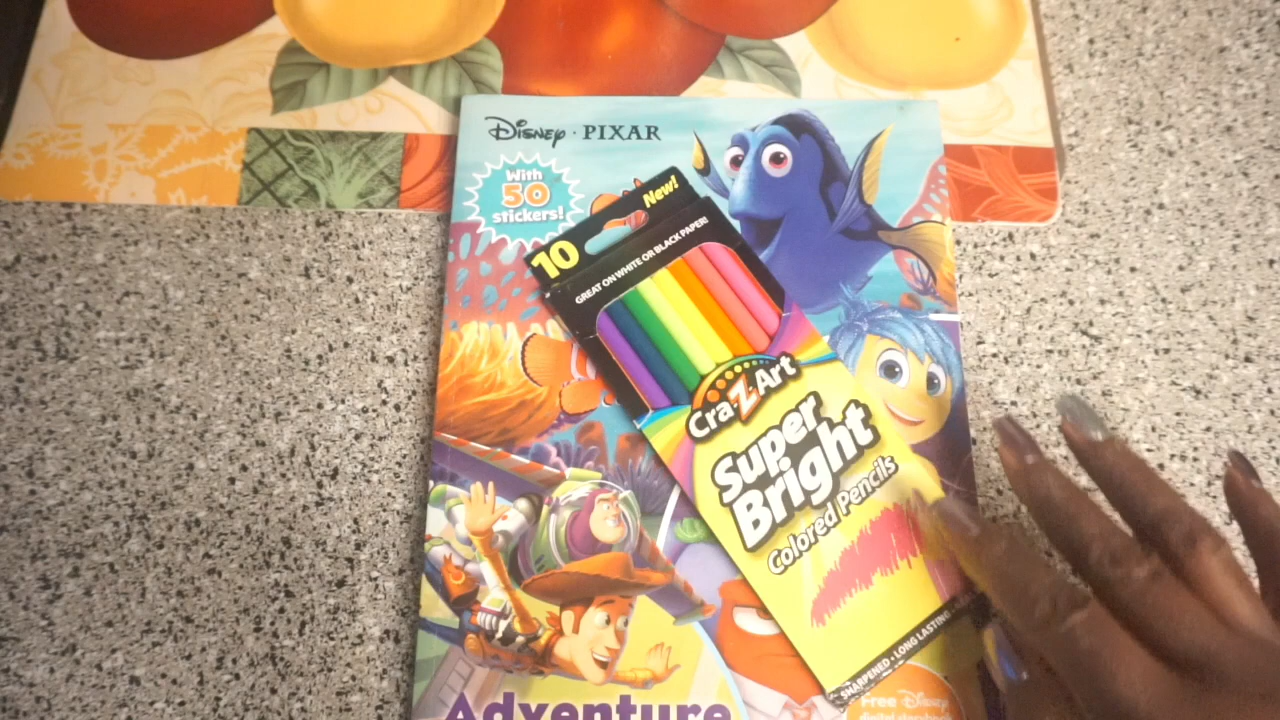 Disney · PIXAR
With
50
stickers!
New!
10
GREAT ON WHITE OR BLACK PAPER!
Cra-Z-Art
Super
Bright
Colored Pencils
SHARPENED • LONG LASTING
Adventure
Free Disney
digital